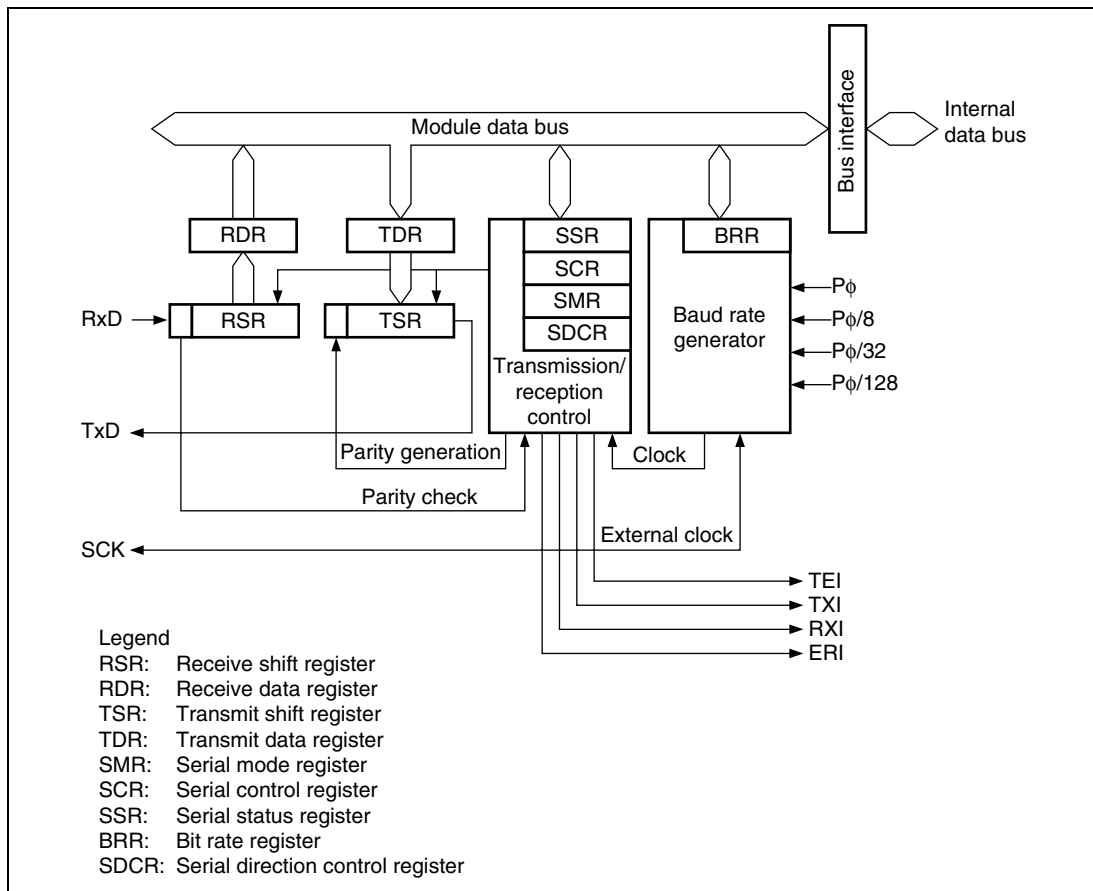 Bus interface
Internal
data bus
Module data bus
RDR
TDR
SSR
BRR
SCR
SMR
SDCR
RxD
RSR
TSR
Transmission/
reception
control
Baud rate
generator
Pϕ
Pϕ/8
Pϕ/32
Pϕ/128
TxD
Parity generation
Clock
Parity check
SCK
External clock
TEI
TXI
RXI
ERI
Legend
RSR: Receive shift register
RDR: Receive data register
TSR: Transmit shift register
TDR: Transmit data register
SMR: Serial mode register
SCR: Serial control register
SSR: Serial status register
BRR: Bit rate register
SDCR: Serial direction control register